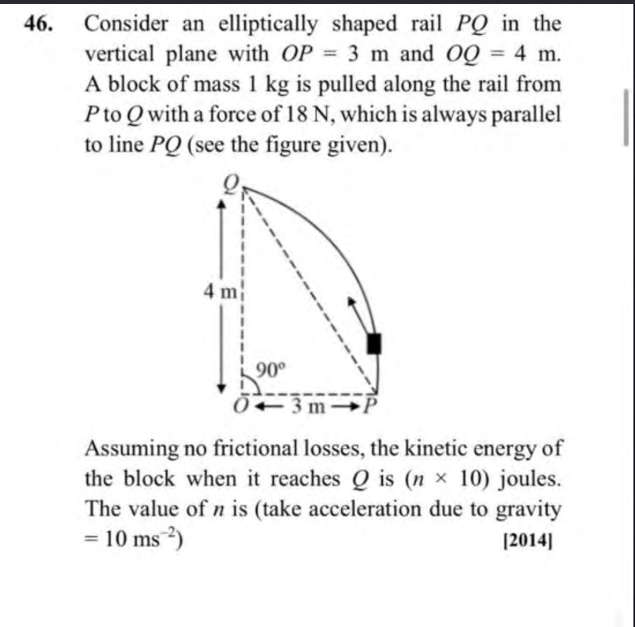 46. Consider an elliptically shaped rail PQ in the
vertical plane with OP = 3 m and OQ = 4 m.
A block of mass 1 kg is pulled along the rail from
P to Q with a force of 18 N, which is always parallel
to line PQ (see the figure given).
Q
4 m
90°
O 3 m P
Assuming no frictional losses, the kinetic energy of
the block when it reaches Q is (n × 10) joules.
The value of n is (take acceleration due to gravity
= 10 ms⁻²) [2014]